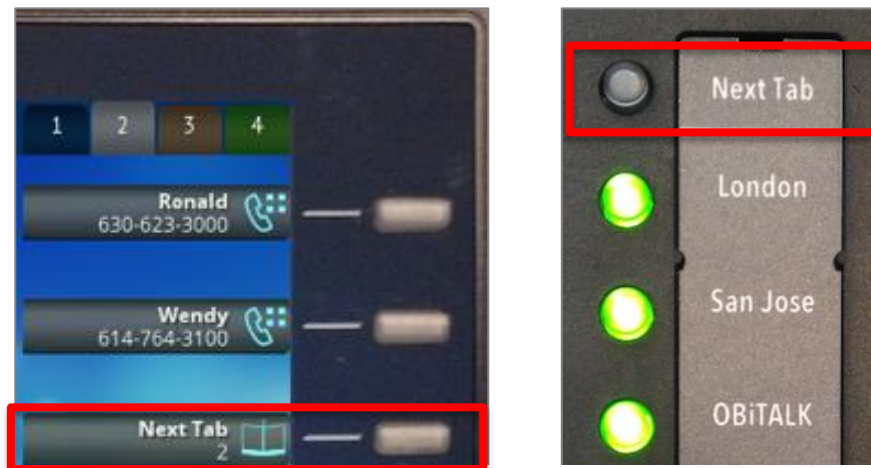 1 2 3 4
Ronald
630-623-3000
Wendy
614-764-3100
Next Tab
2
Next Tab
London
San Jose
OBiTALK